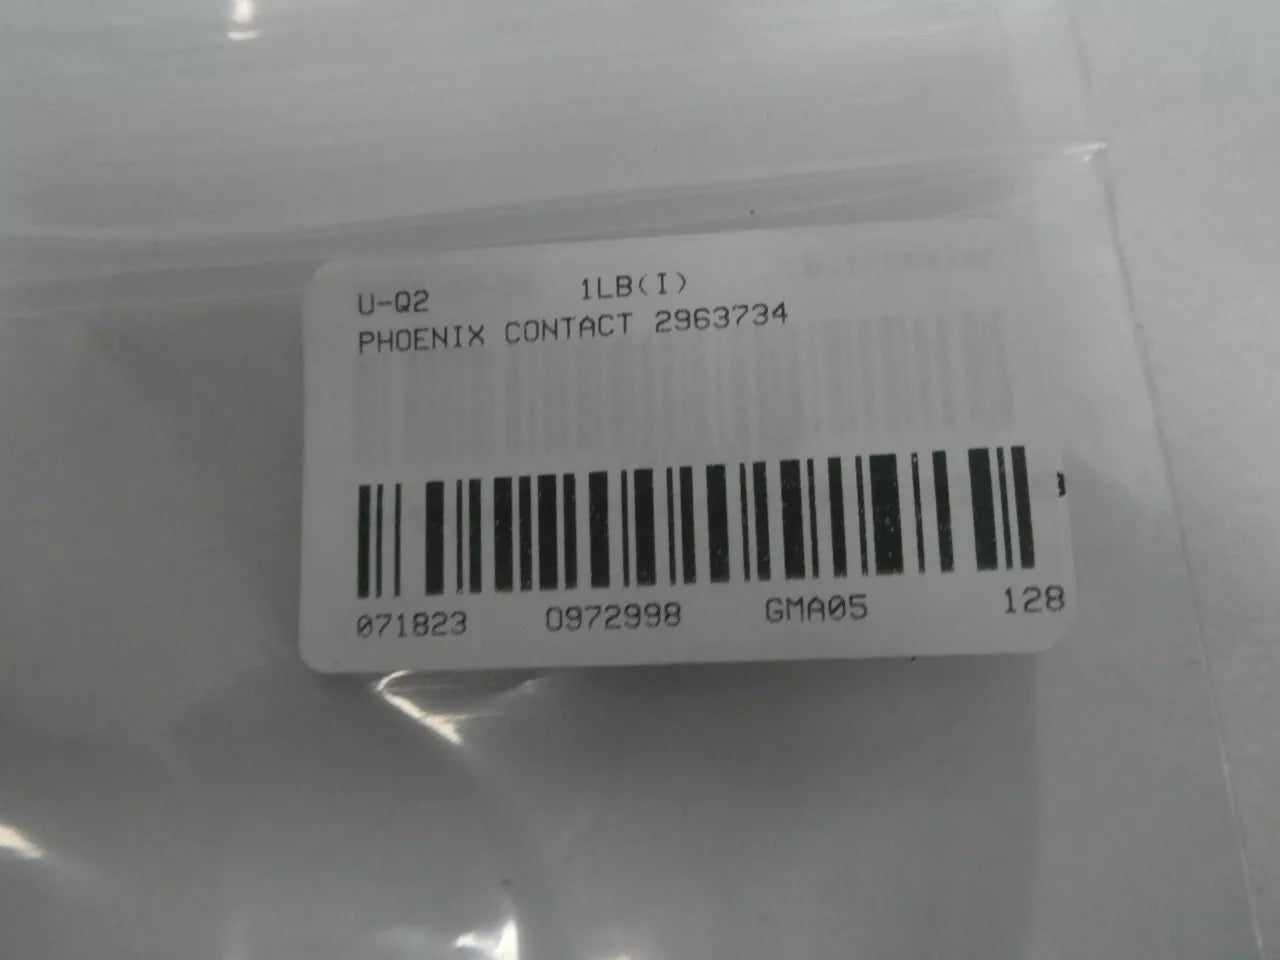 U-Q2 1LB(I)
PHOENIX CONTACT 2963734
071823 0972998 GMA05 128